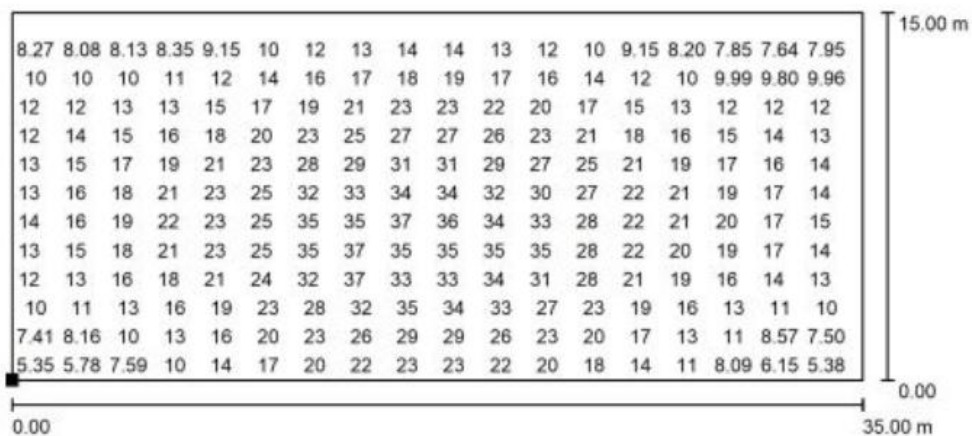 15.00 m
8.27 8.08 8.13 8.35 9.15 10 12 13 14 14 13 12 10 9.15 8.20 7.85 7.64 7.95
10 10 10 11 12 14 16 17 18 19 17 16 14 12 10 9.99 9.80 9.96
12 12 13 13 15 17 19 21 23 23 22 20 17 15 13 12 12 12
12 14 15 16 18 20 23 25 27 27 26 23 21 18 16 15 14 13
13 15 17 19 21 23 28 29 31 31 29 27 25 21 19 17 16 14
13 16 18 21 23 25 32 33 34 34 32 30 27 22 21 19 17 14
14 16 19 22 23 25 35 35 37 36 34 33 28 22 21 20 17 15
13 15 18 21 23 25 35 37 35 35 35 35 28 22 20 19 17 14
12 13 16 18 21 24 32 37 33 33 34 31 28 21 19 16 14 13
10 11 13 16 19 23 28 32 35 34 33 27 23 19 16 13 11 10
7.41 8.16 10 13 16 20 23 26 29 29 26 23 20 17 13 11 8.57 7.50
5.35 5.78 7.59 10 14 17 20 22 23 23 22 20 18 14 11 8.09 6.15 5.38
0.00
0.00 35.00 m